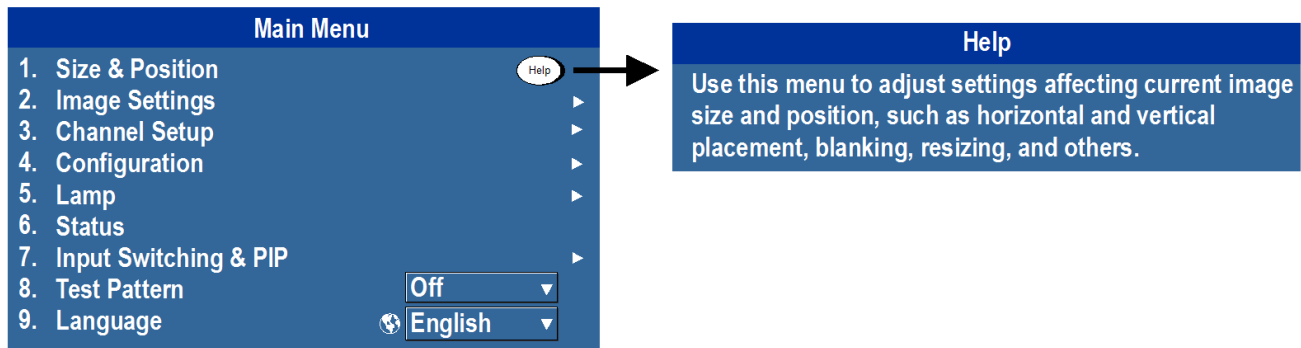 Main Menu
1. Size & Position Help
2. Image Settings
3. Channel Setup
4. Configuration
5. Lamp
6. Status
7. Input Switching & PIP
8. Test Pattern Off
9. Language English
Help
Use this menu to adjust settings affecting current image
size and position, such as horizontal and vertical
placement, blanking, resizing, and others.